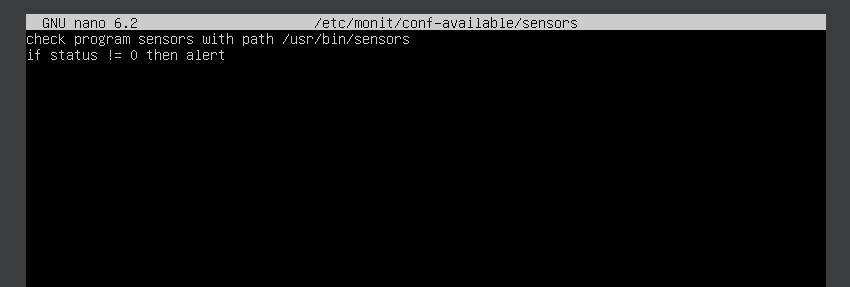 GNU nano 6.2 /etc/monit/conf-available/sensors
check program sensors with path /usr/bin/sensors
if status != 0 then alert